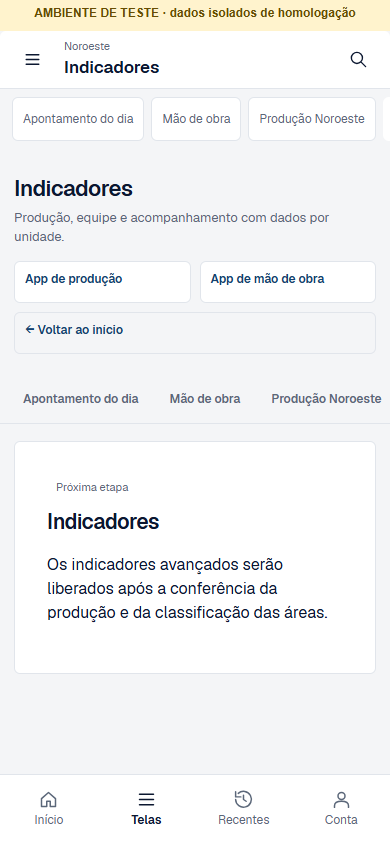 AMBIENTE DE TESTE · dados isolados de homologação
Noroeste
Indicadores
Apontamento do dia
Mão de obra
Produção Noroeste
Indicadores
Produção, equipe e acompanhamento com dados por
unidade.
App de produção
App de mão de obra
← Voltar ao início
Apontamento do dia
Mão de obra
Produção Noroeste
Próxima etapa
Indicadores
Os indicadores avançados serão
liberados após a conferência da
produção e da classificação das áreas.
Início
Telas
Recentes
Conta